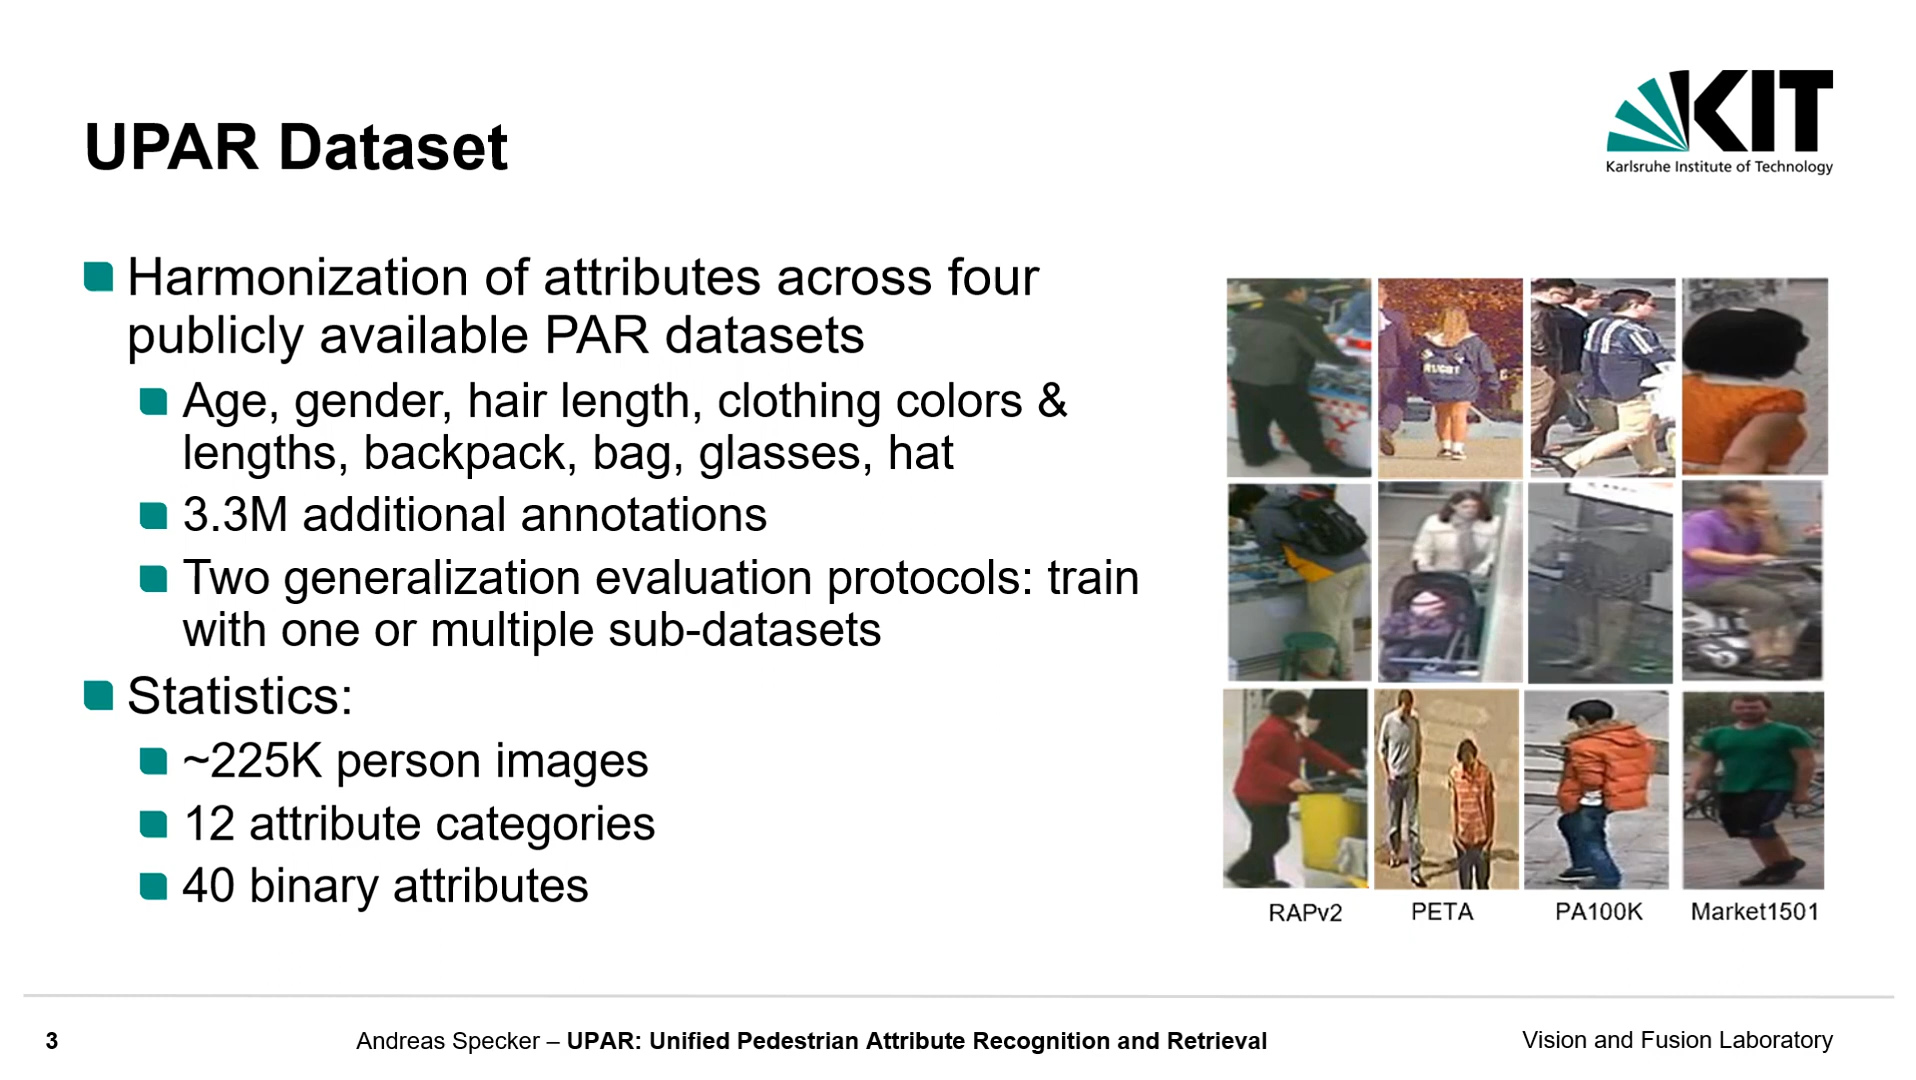 UPAR Dataset
KIT
Karlsruhe Institute of Technology
Harmonization of attributes across four
publicly available PAR datasets
Age, gender, hair length, clothing colors &
lengths, backpack, bag, glasses, hat
3.3M additional annotations
Two generalization evaluation protocols: train
with one or multiple sub-datasets
Statistics:
~225K person images
12 attribute categories
40 binary attributes
RUGBY
RAPv2 PETA PA100K Market1501
3 Andreas Specker – UPAR: Unified Pedestrian Attribute Recognition and Retrieval Vision and Fusion Laboratory